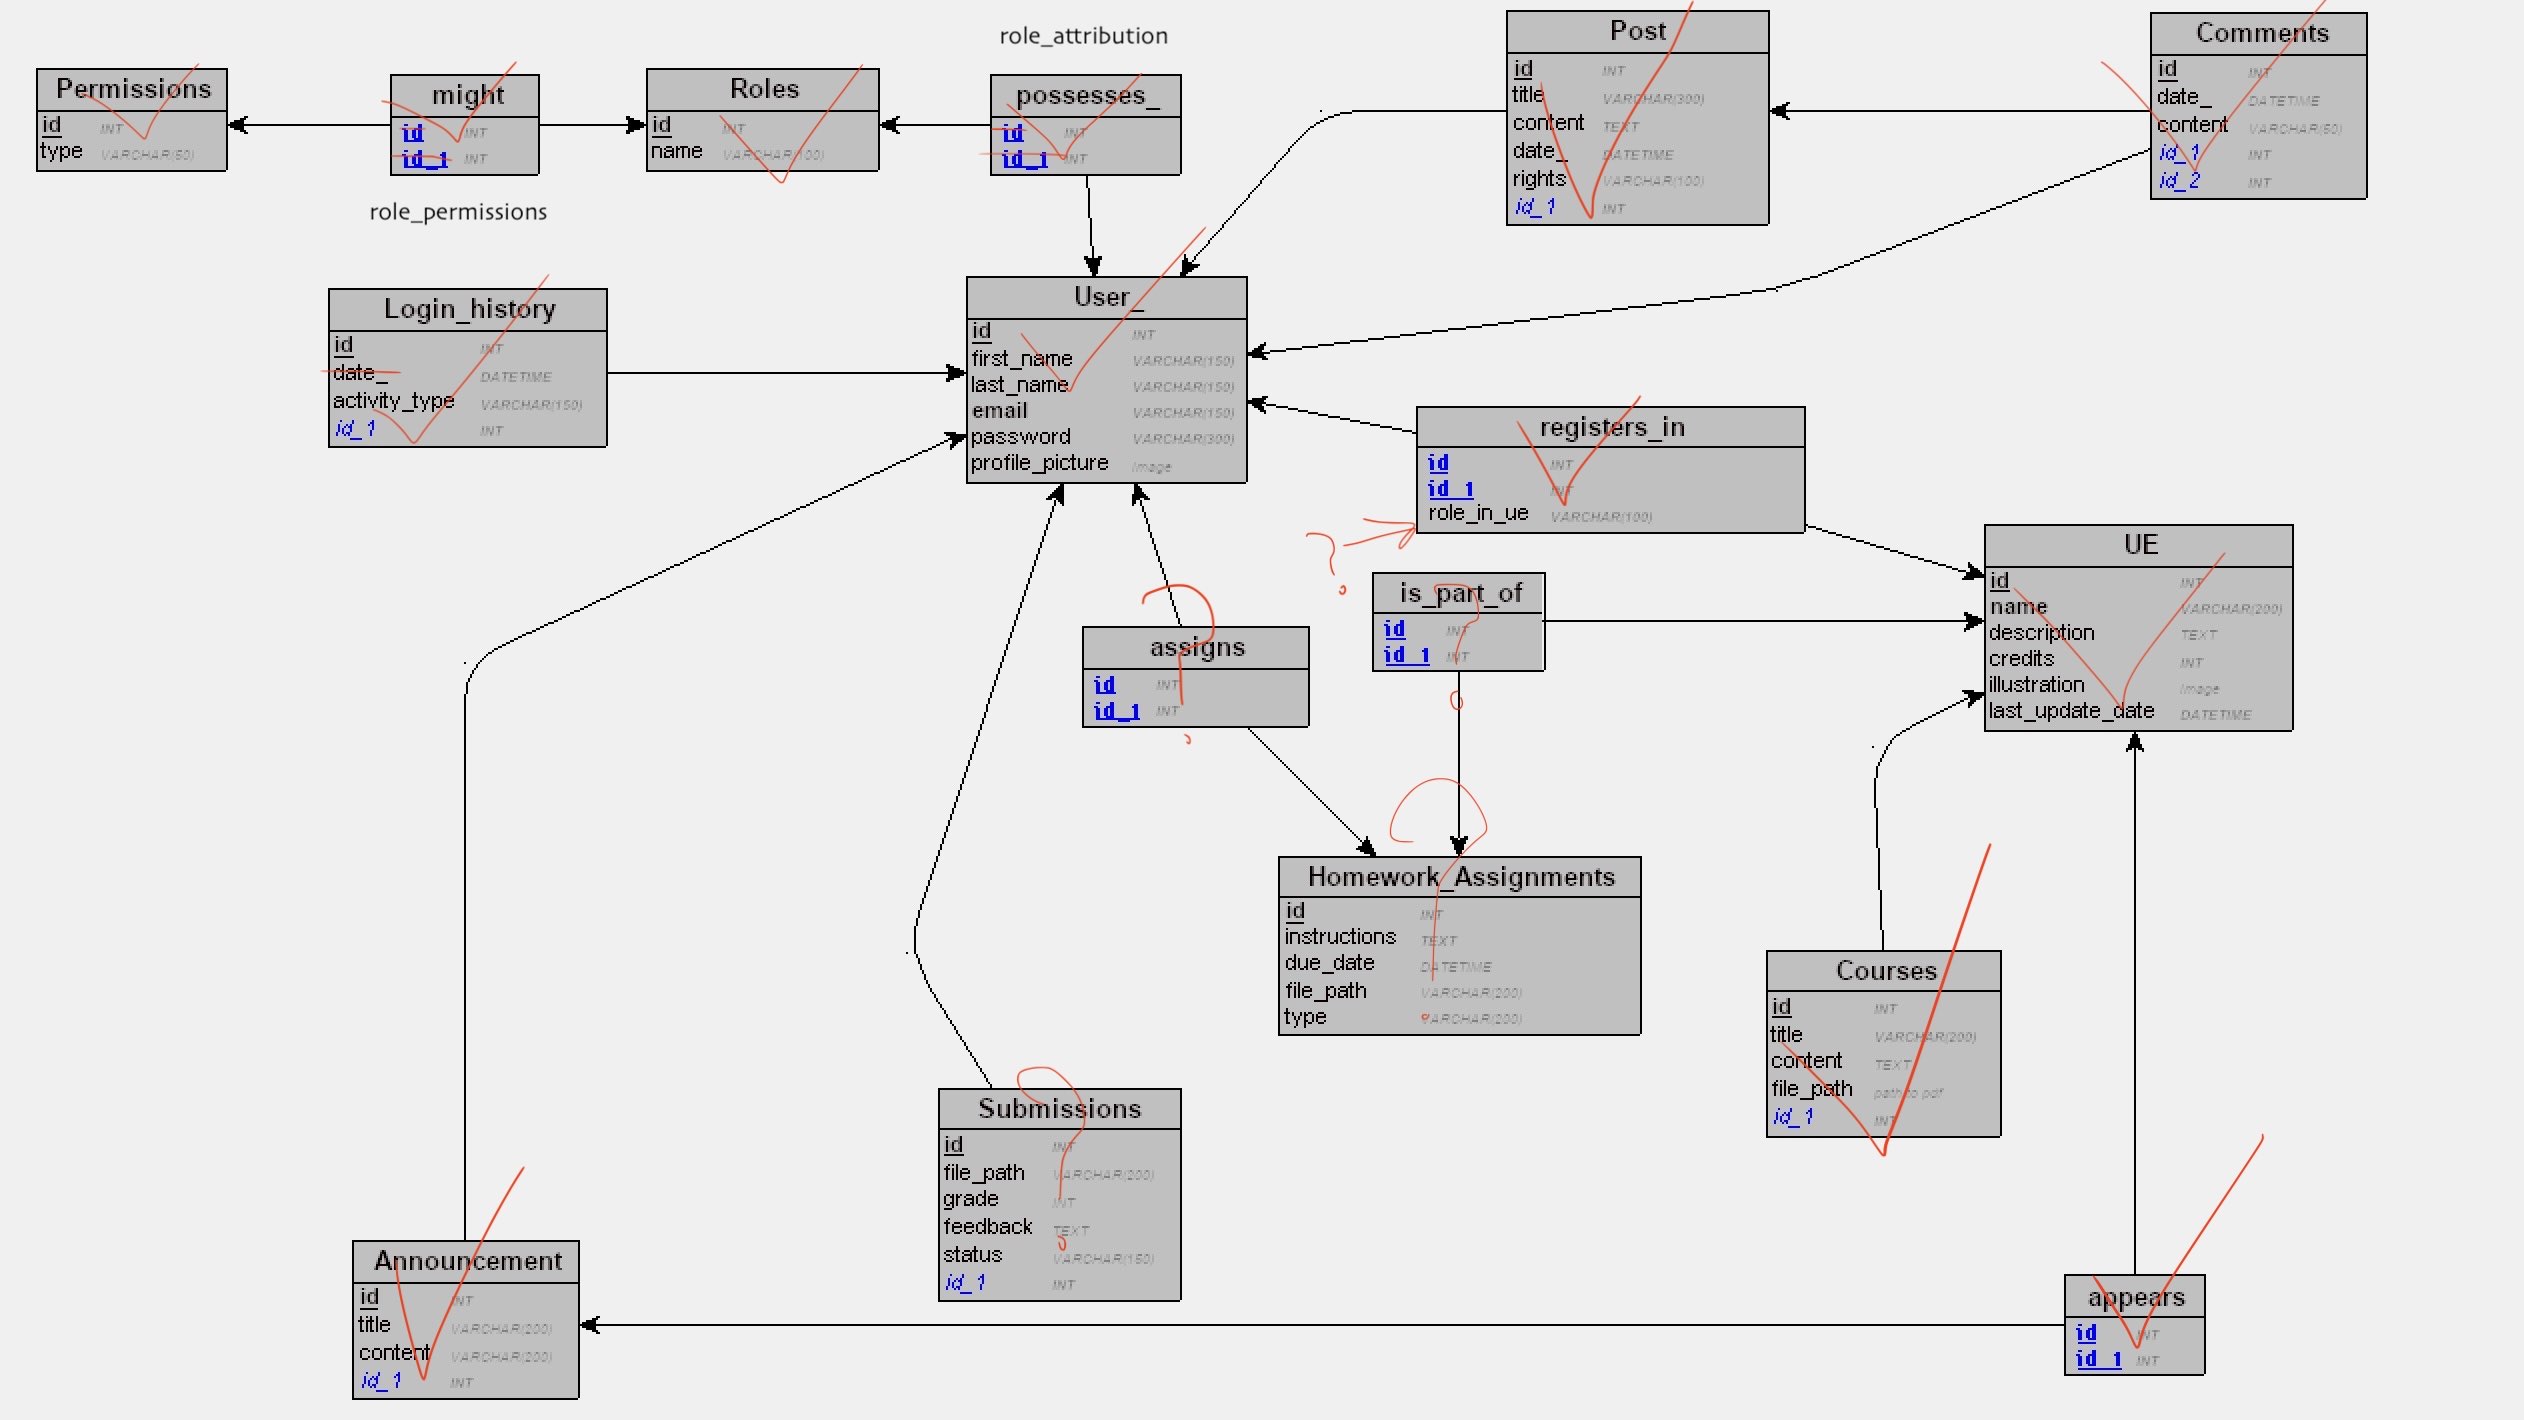 role_attribution
Permissions
id INT
type VARCHAR(50)
might
id INT
id_1 INT
role_permissions
Roles
id INT
name VARCHAR(100)
possesses_
id INT
id_1 INT
Post
id INT
title VARCHAR(300)
content TEXT
date_ DATETIME
rights VARCHAR(100)
id_1 INT
Comments
id INT
date_ DATETIME
content VARCHAR(50)
id_1 INT
id_2 INT
Login_history
id INT
date_ DATETIME
activity_type VARCHAR(150)
id_1 INT
User_
id INT
first_name VARCHAR(150)
last_name VARCHAR(150)
email VARCHAR(150)
password VARCHAR(300)
profile_picture Image
registers_in
id INT
id_1 INT
role_in_ue VARCHAR(100)
?
UE
id INT
name VARCHAR(200)
description TEXT
credits INT
illustration Image
last_update_date DATETIME
is_part_of
id INT
id_1 INT
?
assigns
id INT
id_1 INT
?
Homework_Assignments
id INT
instructions TEXT
due_date DATETIME
file_path VARCHAR(200)
type VARCHAR(200)
?
Courses
id INT
title VARCHAR(200)
content TEXT
file_path path to pdf
id_1 INT
Submissions
id INT
file_path VARCHAR(200)
grade INT
feedback TEXT
status VARCHAR(150)
id_1 INT
?
Announcement
id INT
title VARCHAR(200)
content VARCHAR(200)
id_1 INT
appears
id INT
id_1 INT